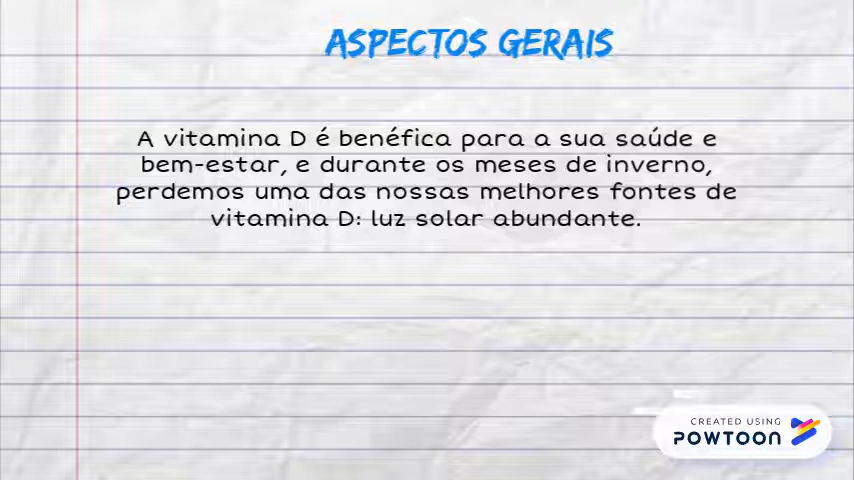 ASPECTOS GERAIS
A vitamina D é benéfica para a sua saúde e
bem-estar, e durante os meses de inverno,
perdemos uma das nossas melhores fontes de
vitamina D: luz solar abundante.
CREATED USING
POWTOON